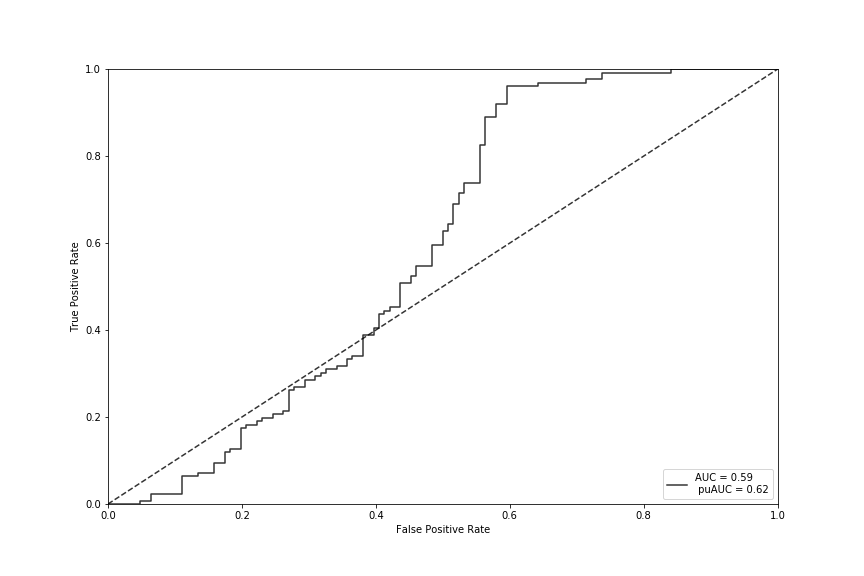 1.0
0.8
0.6
0.4
0.2
0.0
True Positive Rate
AUC = 0.59
puAUC = 0.62
0.0 0.2 0.4 0.6 0.8 1.0
False Positive Rate